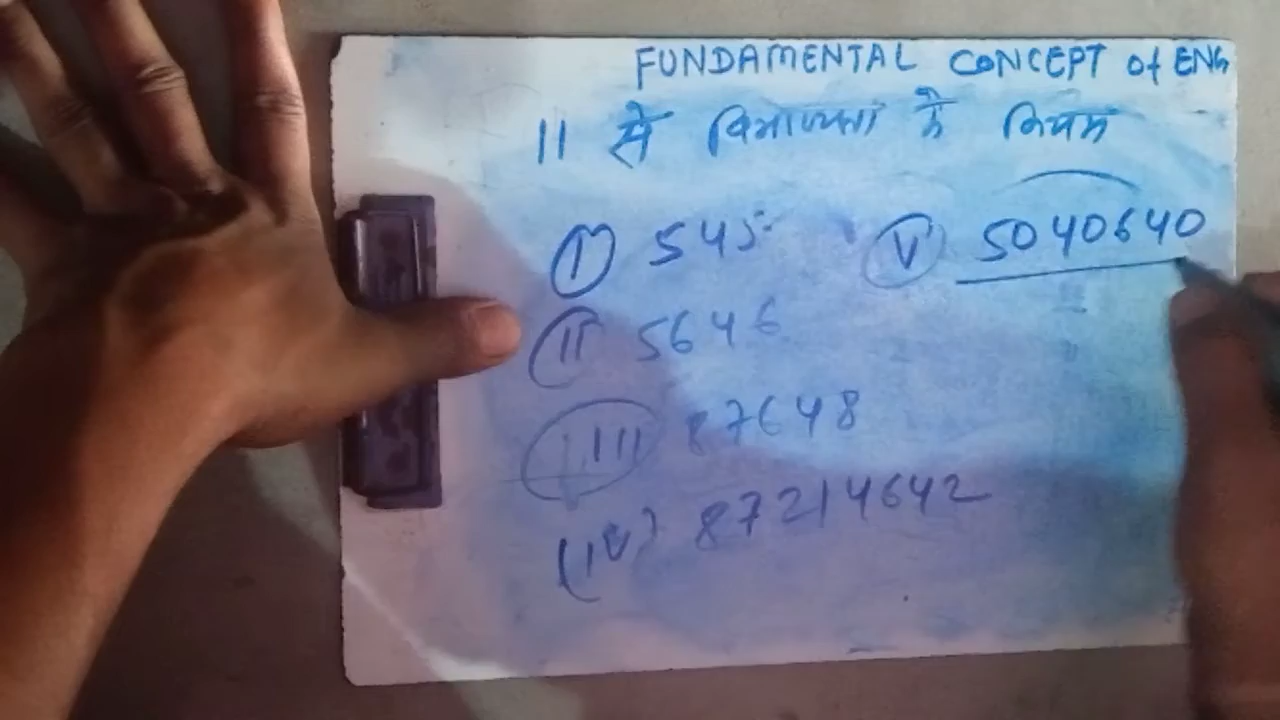 FUNDAMENTAL CONCEPT Of ENG
11 से विभाज्यता के नियम
(I) 545
(V) 5040640
(II) 5646
(III) 87648
(IV) 87214642